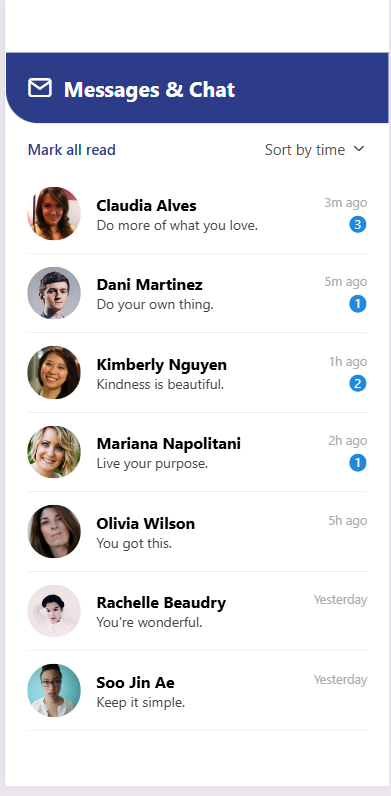 Messages & Chat
Mark all read Sort by time
Claudia Alves 3m ago
Do more of what you love. 3
Dani Martinez 5m ago
Do your own thing. 1
Kimberly Nguyen 1h ago
Kindness is beautiful. 2
Mariana Napolitani 2h ago
Live your purpose. 1
Olivia Wilson 5h ago
You got this.
Rachelle Beaudry Yesterday
You're wonderful.
Soo Jin Ae Yesterday
Keep it simple.